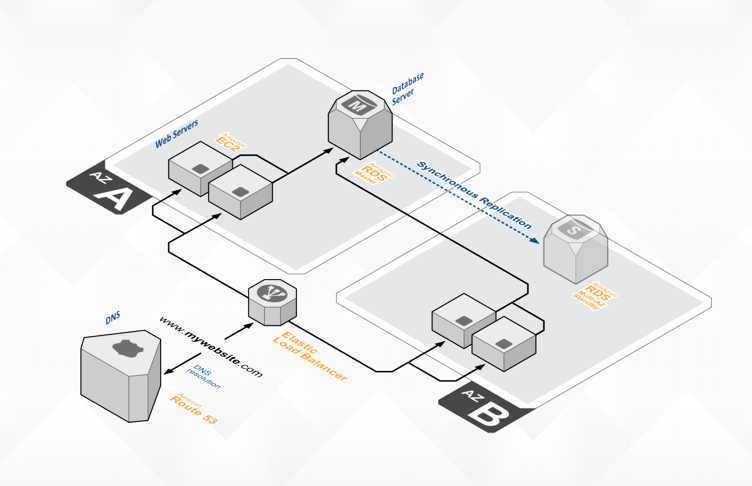 Database
Server
M
Web Servers
Amazon
EC2
Amazon
RDS
Master
Synchronous Replication
AZ
A
S
Amazon
RDS
Multi-AZ
Standby
DNS
www.mywebsite.com
Elastic
Load Balancer
DNS
resolution
Amazon
Route 53
AZ
B